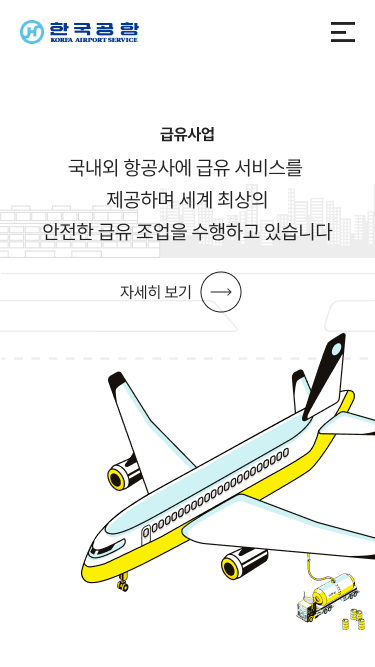 한국공항
KOREA AIRPORT SERVICE
급유사업
국내외 항공사에 급유 서비스를
제공하며 세계 최상의
안전한 급유 조업을 수행하고 있습니다
자세히 보기